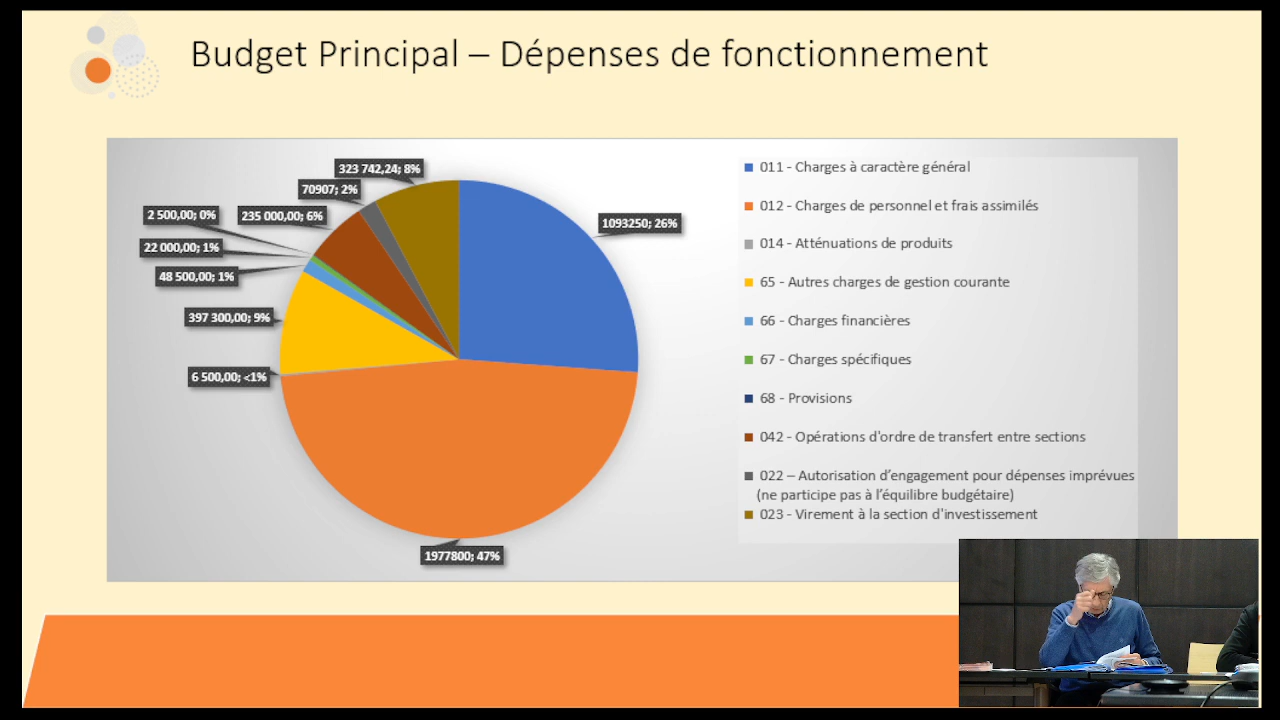 Budget Principal – Dépenses de fonctionnement
323 742,24; 8%
70907; 2%
2 500,00; 0%
235 000,00; 6%
1093250; 26%
22 000,00; 1%
48 500,00; 1%
397 300,00; 9%
6 500,00; <1%
1977800; 47%
011 - Charges à caractère général
012 - Charges de personnel et frais assimilés
014 - Atténuations de produits
65 - Autres charges de gestion courante
66 - Charges financières
67 - Charges spécifiques
68 - Provisions
042 - Opérations d'ordre de transfert entre sections
022 – Autorisation d’engagement pour dépenses imprévues
(ne participe pas à l’équilibre budgétaire)
023 - Virement à la section d'investissement